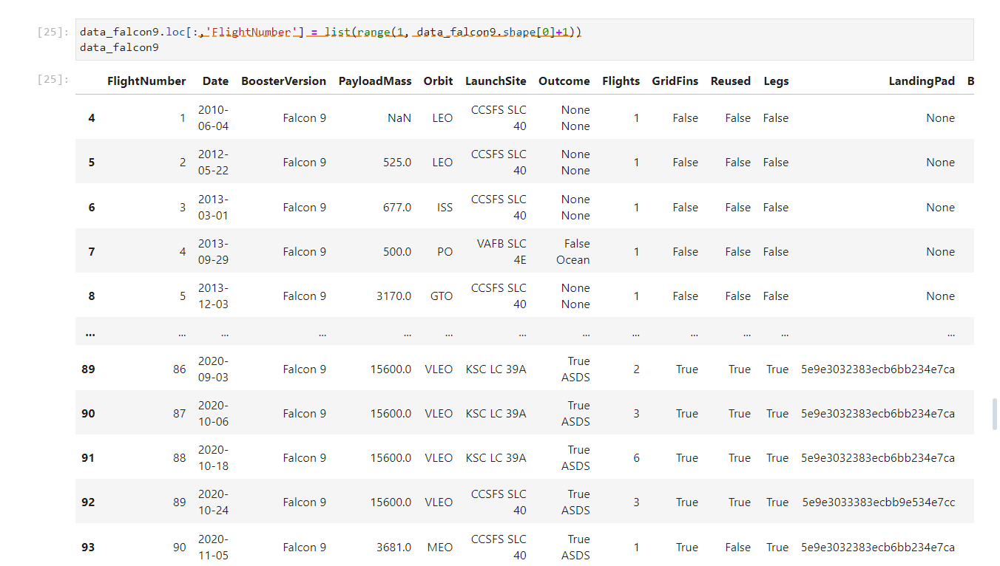 [25]: data_falcon9.loc[:,'FlightNumber'] = list(range(1, data_falcon9.shape[0]+1))
data_falcon9
[25]: FlightNumber Date BoosterVersion PayloadMass Orbit LaunchSite Outcome Flights GridFins Reused Legs LandingPad B
4 1 2010-06-04 Falcon 9 NaN LEO CCSFS SLC 40 None None 1 False False False None
5 2 2012-05-22 Falcon 9 525.0 LEO CCSFS SLC 40 None None 1 False False False None
6 3 2013-03-01 Falcon 9 677.0 ISS CCSFS SLC 40 None None 1 False False False None
7 4 2013-09-29 Falcon 9 500.0 PO VAFB SLC 4E False Ocean 1 False False False None
8 5 2013-12-03 Falcon 9 3170.0 GTO CCSFS SLC 40 None None 1 False False False None
... ... ... ... ... ... ... ... ... ... ... ... ...
89 86 2020-09-03 Falcon 9 15600.0 VLEO KSC LC 39A True ASDS 2 True True True 5e9e3032383ecb6bb234e7ca
90 87 2020-10-06 Falcon 9 15600.0 VLEO KSC LC 39A True ASDS 3 True True True 5e9e3032383ecb6bb234e7ca
91 88 2020-10-18 Falcon 9 15600.0 VLEO KSC LC 39A True ASDS 6 True True True 5e9e3032383ecb6bb234e7ca
92 89 2020-10-24 Falcon 9 15600.0 VLEO CCSFS SLC 40 True ASDS 3 True True True 5e9e3033383ecbb9e534e7cc
93 90 2020-11-05 Falcon 9 3681.0 MEO CCSFS SLC 40 True ASDS 1 True False True 5e9e3032383ecb6bb234e7ca